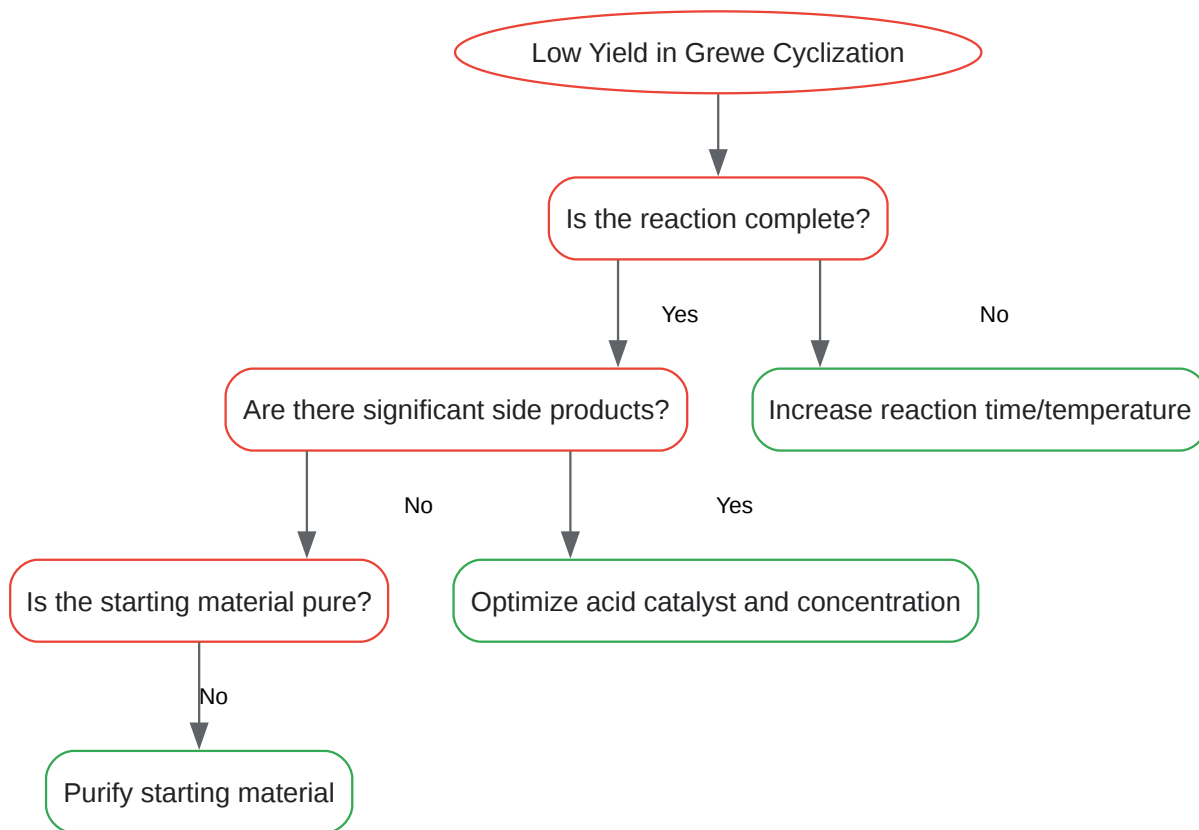 Low Yield in Grewe Cyclization
Is the reaction complete?
Yes
No
Are there significant side products?
Increase reaction time/temperature
No
Yes
Is the starting material pure?
Optimize acid catalyst and concentration
No
Purify starting material